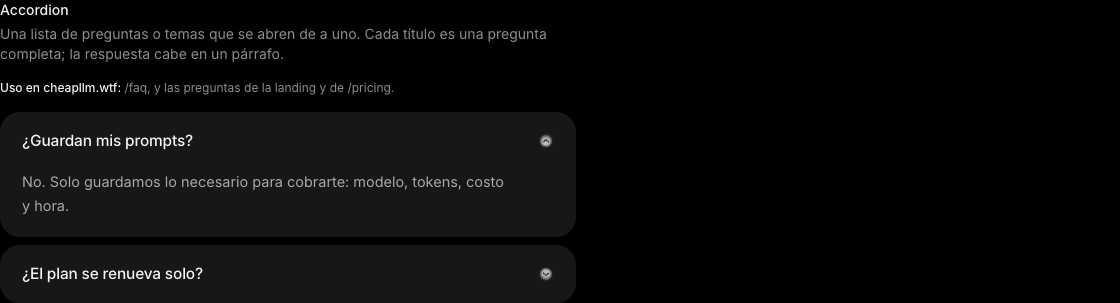 Accordion
Una lista de preguntas o temas que se abren de a uno. Cada título es una pregunta
completa; la respuesta cabe en un párrafo.
Uso en cheapllm.wtf: /faq, y las preguntas de la landing y de /pricing.
¿Guardan mis prompts?
No. Solo guardamos lo necesario para cobrarte: modelo, tokens, costo
y hora.
¿El plan se renueva solo?